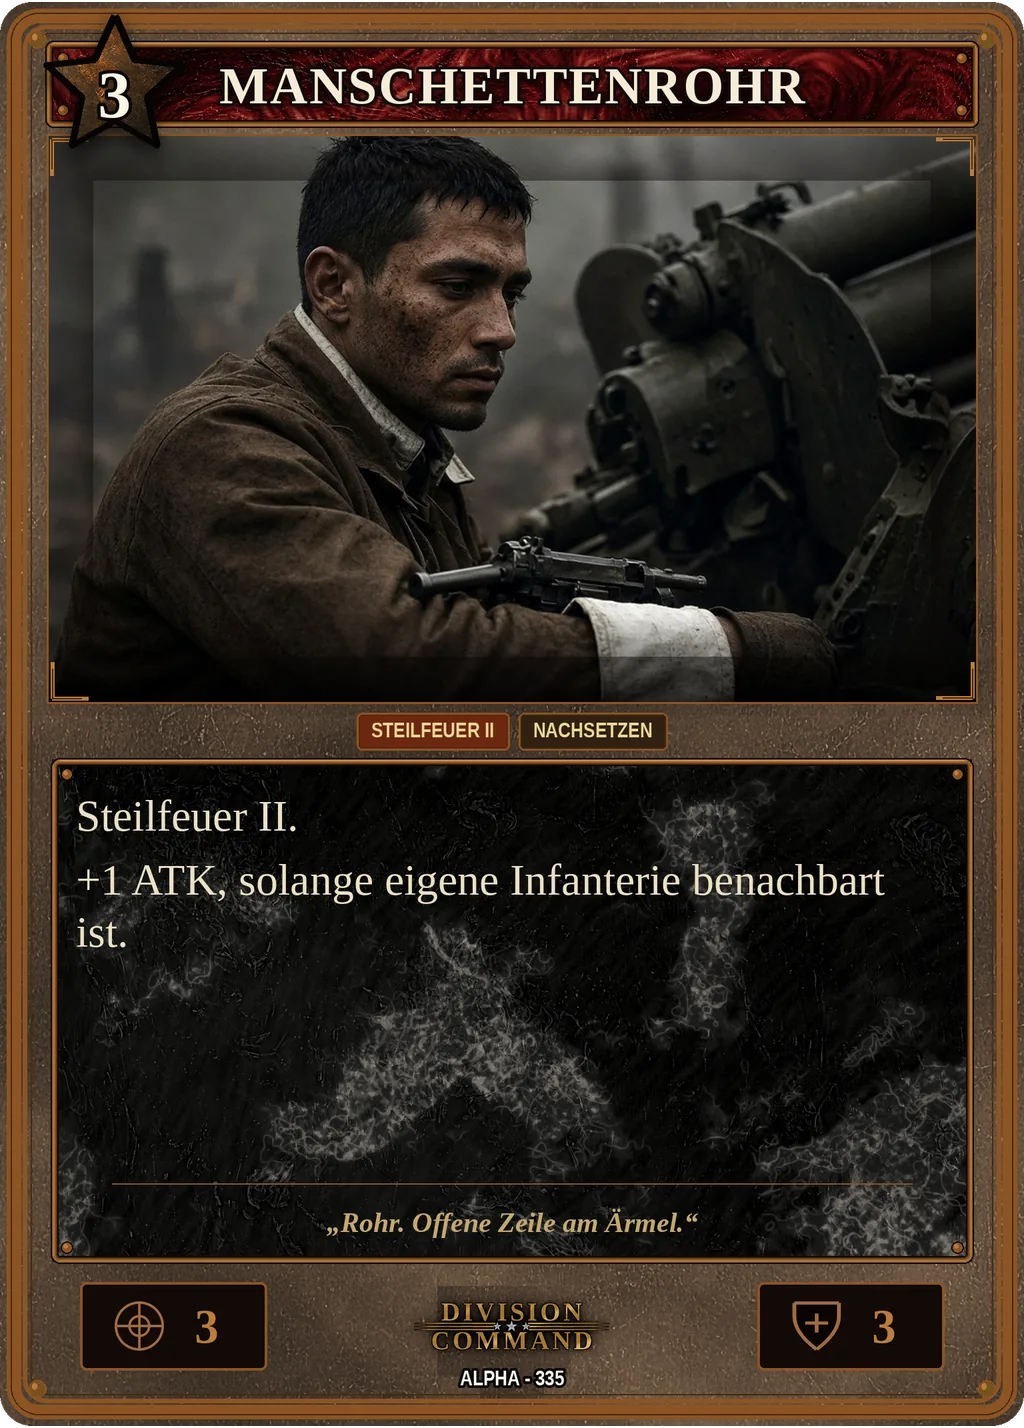 3
MANSCHETTENROHR
STEILFEUER II
NACHSETZEN
Steilfeuer II.
+1 ATK, solange eigene Infanterie benachbart
ist.
„Rohr. Offene Zeile am Ärmel.“
3
DIVISION
COMMAND
3
ALPHA - 335